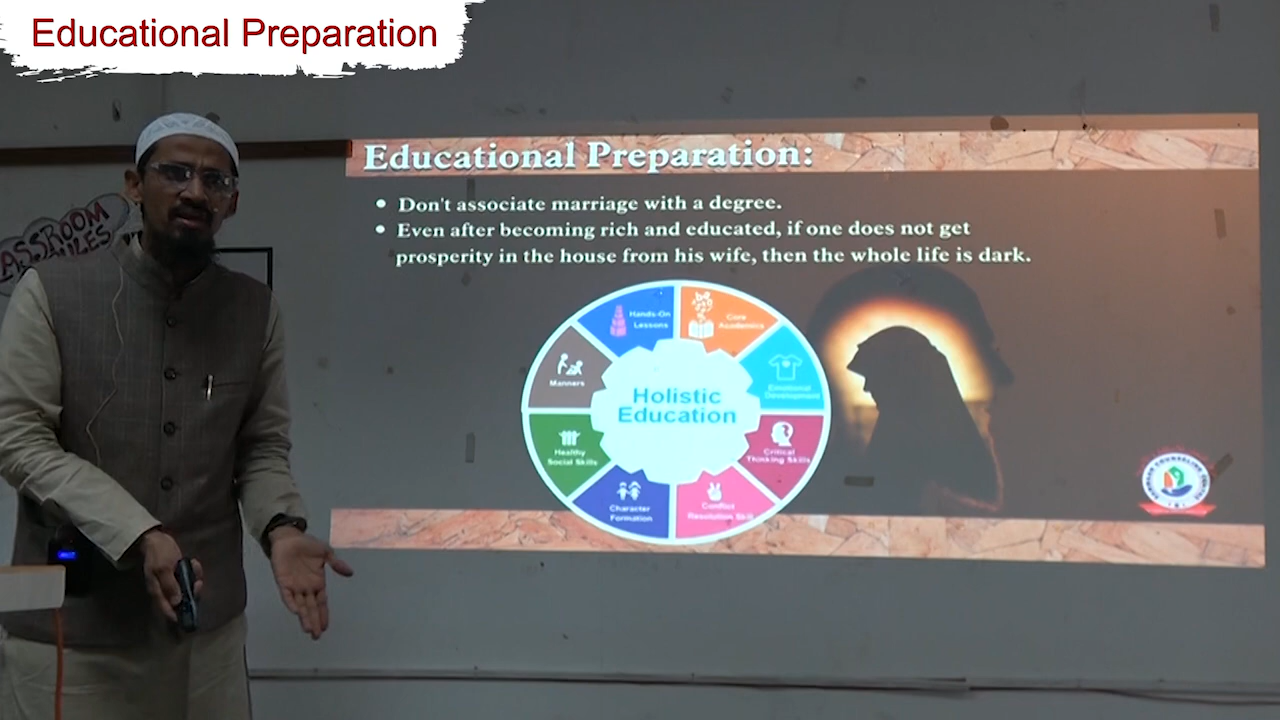 Educational Preparation
Educational Preparation:
• Don't associate marriage with a degree.
• Even after becoming rich and educated, if one does not get
prosperity in the house from his wife, then the whole life is dark.
Hands-On
Lessons
Core
Academics
Manners
Emotional
Development
Holistic
Education
Healthy
Social Skills
Critical
Thinking Skills
Character
Formation
Conflict
Resolution Skill